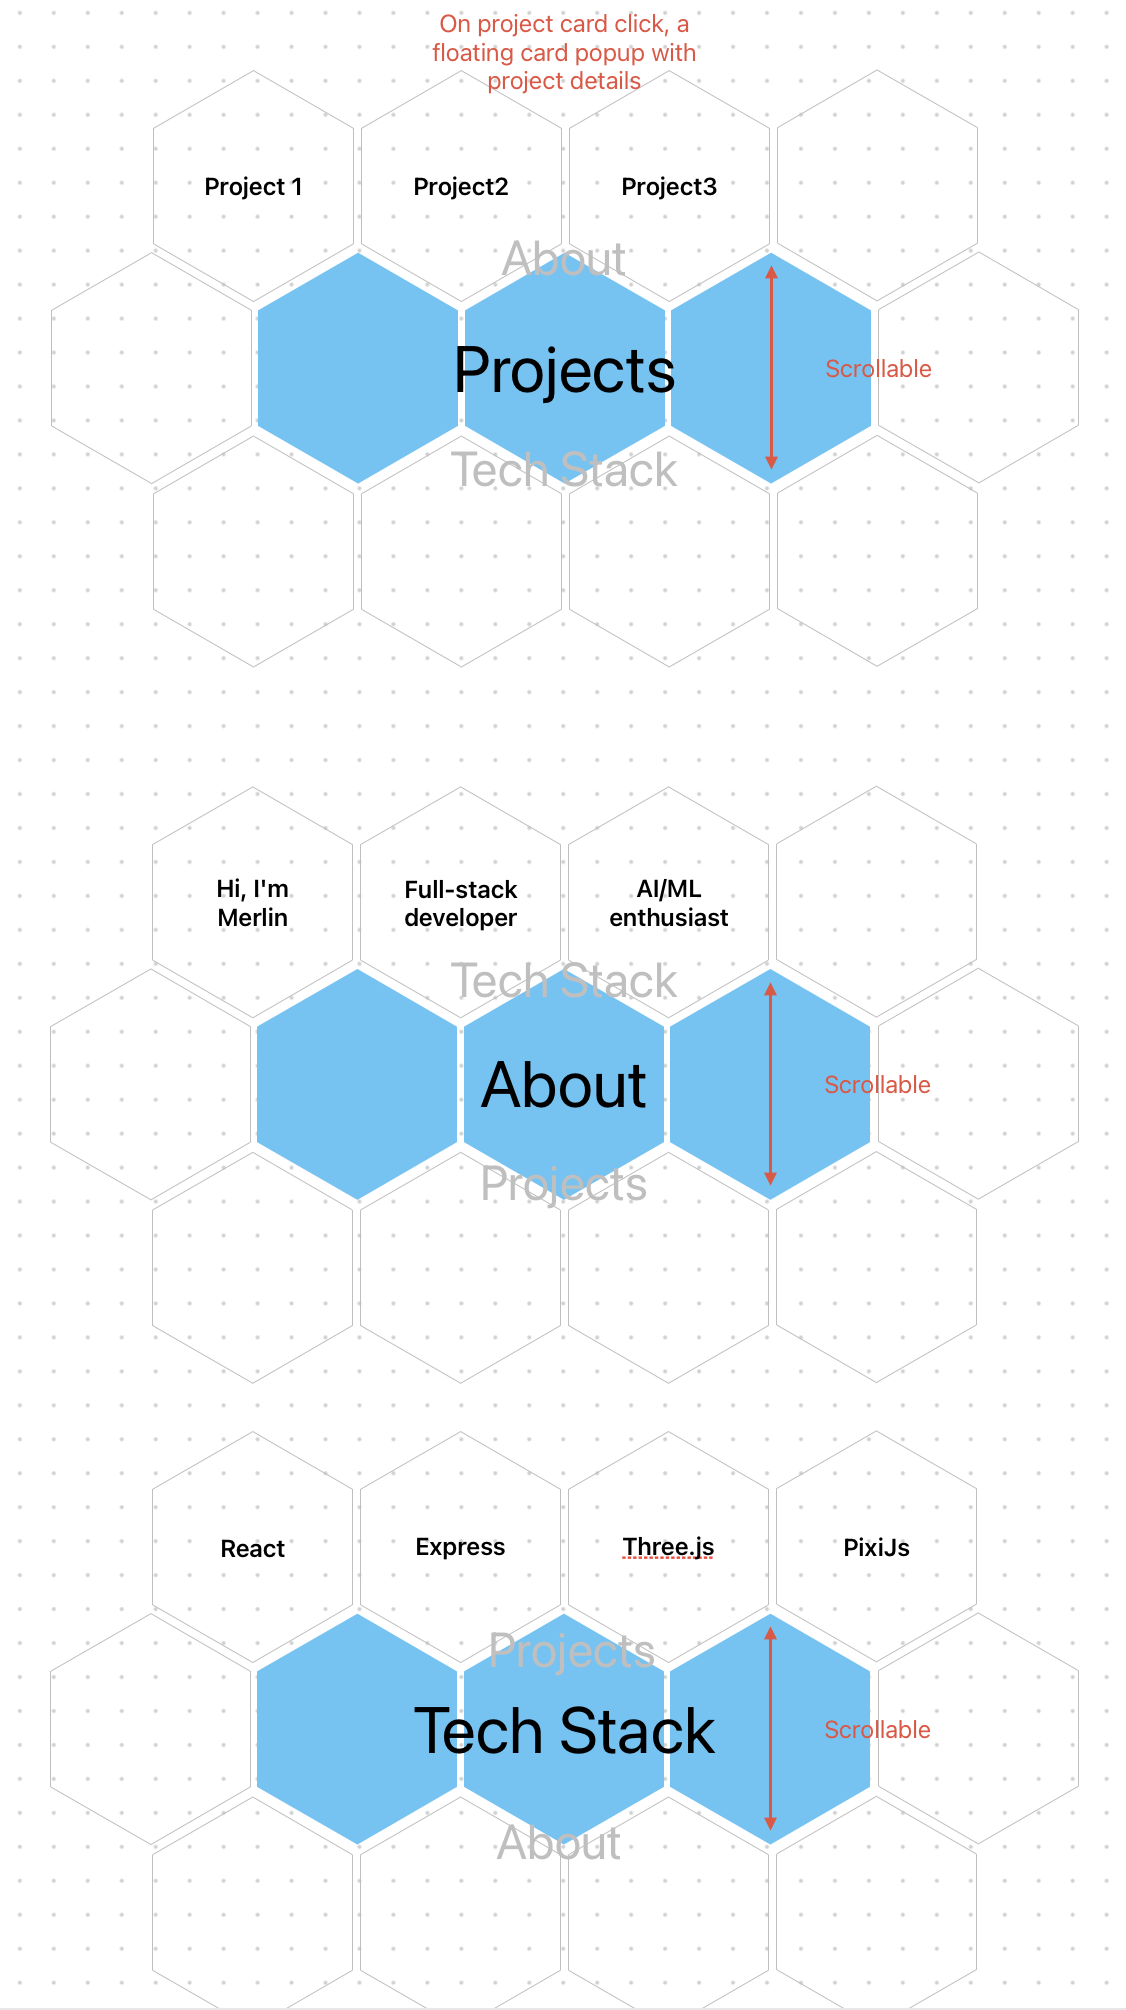 On project card click, a
floating card popup with
project details
Project 1
Project2
Project3
About
Projects
Scrollable
Tech Stack
Hi, I'm
Merlin
Full-stack
developer
AI/ML
enthusiast
Tech Stack
About
Scrollable
Projects
React
Express
Three.js
PixiJs
Projects
Tech Stack
Scrollable
About